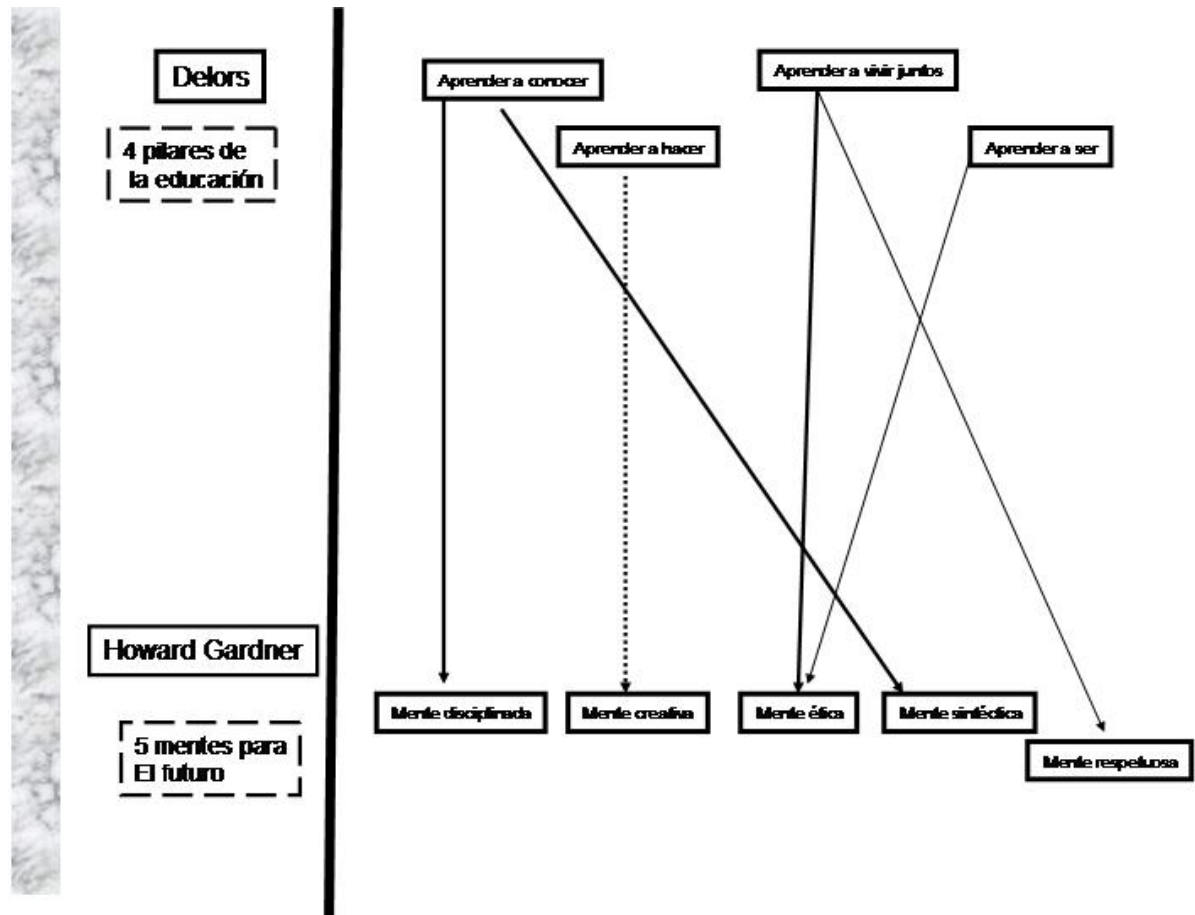 Delors
4 pilares de
la educación
Aprender a conocer
Aprender a vivir juntos
Aprender a hacer
Aprender a ser
Howard Gardner
5 mentes para
El futuro
Mente disciplinada
Mente creativa
Mente ética
Mente sintéctica
Mente respetuosa